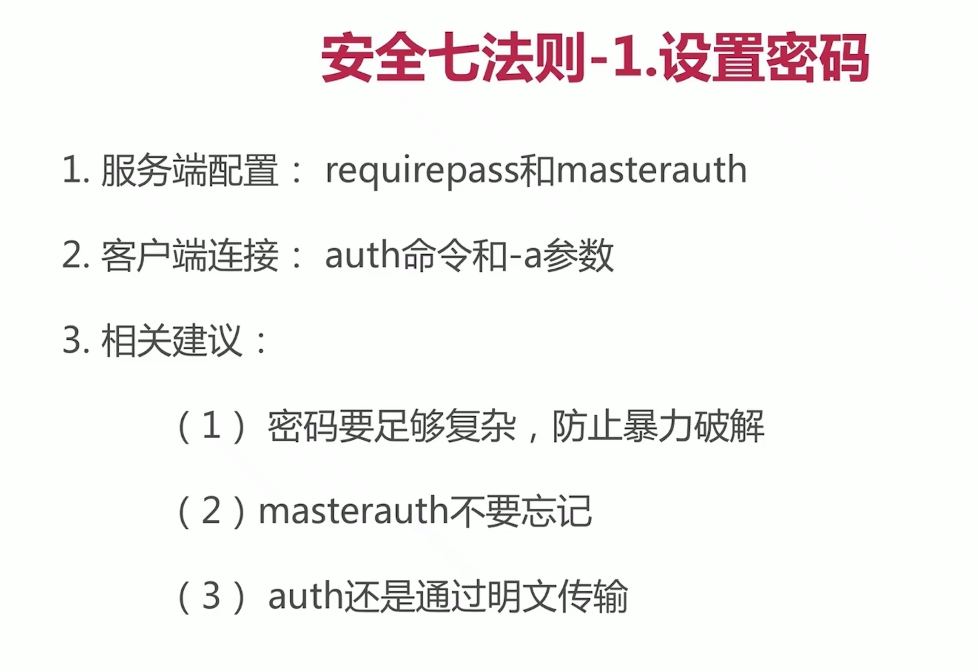 安全七法则-1.设置密码
1. 服务端配置： requirepass和masterauth
2. 客户端连接： auth命令和-a参数
3. 相关建议：
（1） 密码要足够复杂，防止暴力破解
（2）masterauth不要忘记
（3） auth还是通过明文传输